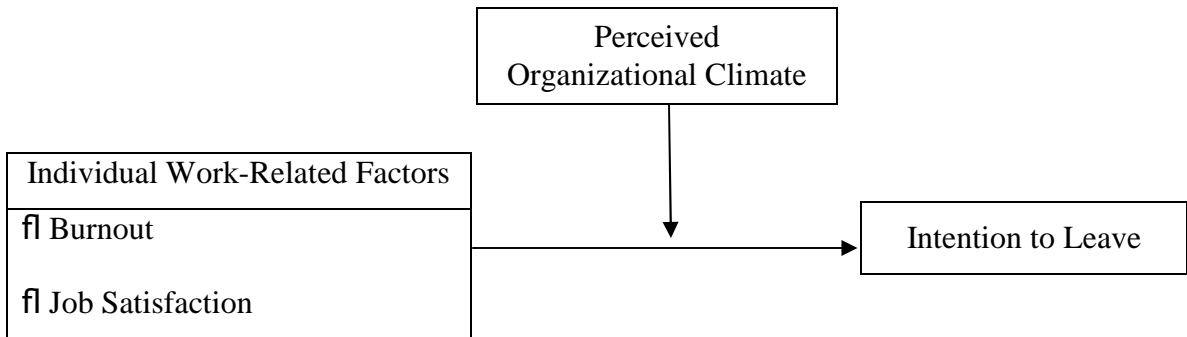 Perceived
Organizational Climate
Individual Work-Related Factors
ﬂ Burnout
ﬂ Job Satisfaction
Intention to Leave